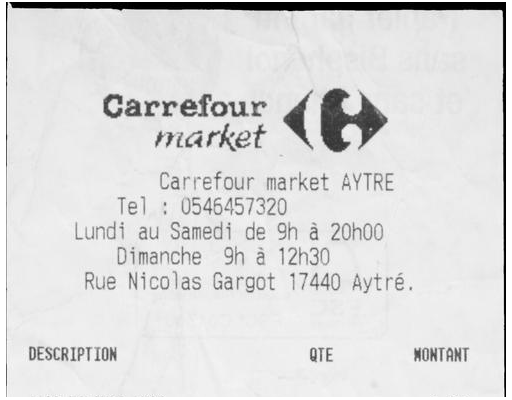 Carrefour
market
Carrefour market AYTRE
Tel : 0546457320
Lundi au Samedi de 9h à 20h00
Dimanche 9h à 12h30
Rue Nicolas Gargot 17440 Aytré.
DESCRIPTION QTE MONTANT